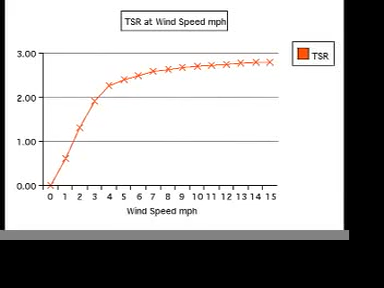 TSR at Wind Speed mph
TSR
3.00
2.00
1.00
0.00
0 1 2 3 4 5 6 7 8 9 10 11 12 13 14 15
Wind Speed mph